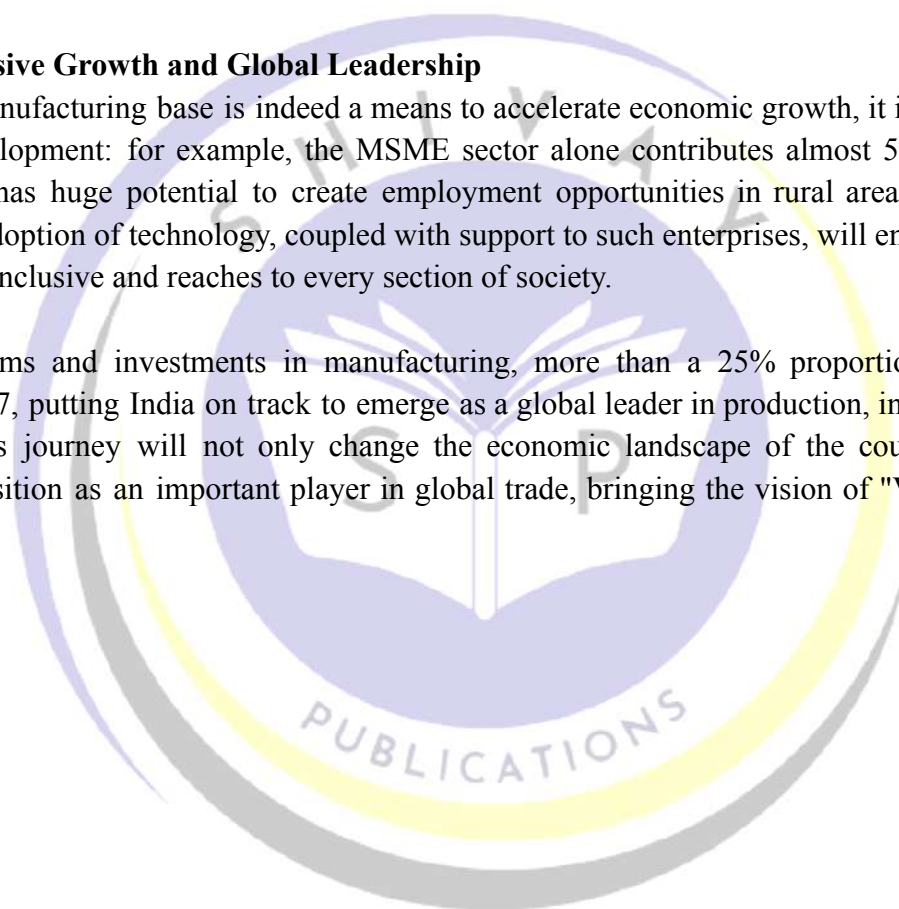 sive Growth and Global Leadership
nufacturing base is indeed a means to accelerate economic growth, it i
lopment: for example, the MSME sector alone contributes almost 5
has huge potential to create employment opportunities in rural area
doption of technology, coupled with support to such enterprises, will en
nclusive and reaches to every section of society.
ms and investments in manufacturing, more than a 25% proportio
7, putting India on track to emerge as a global leader in production, in
s journey will not only change the economic landscape of the cou
sition as an important player in global trade, bringing the vision of "V
SHIVAY
S P
PUBLICATIONS